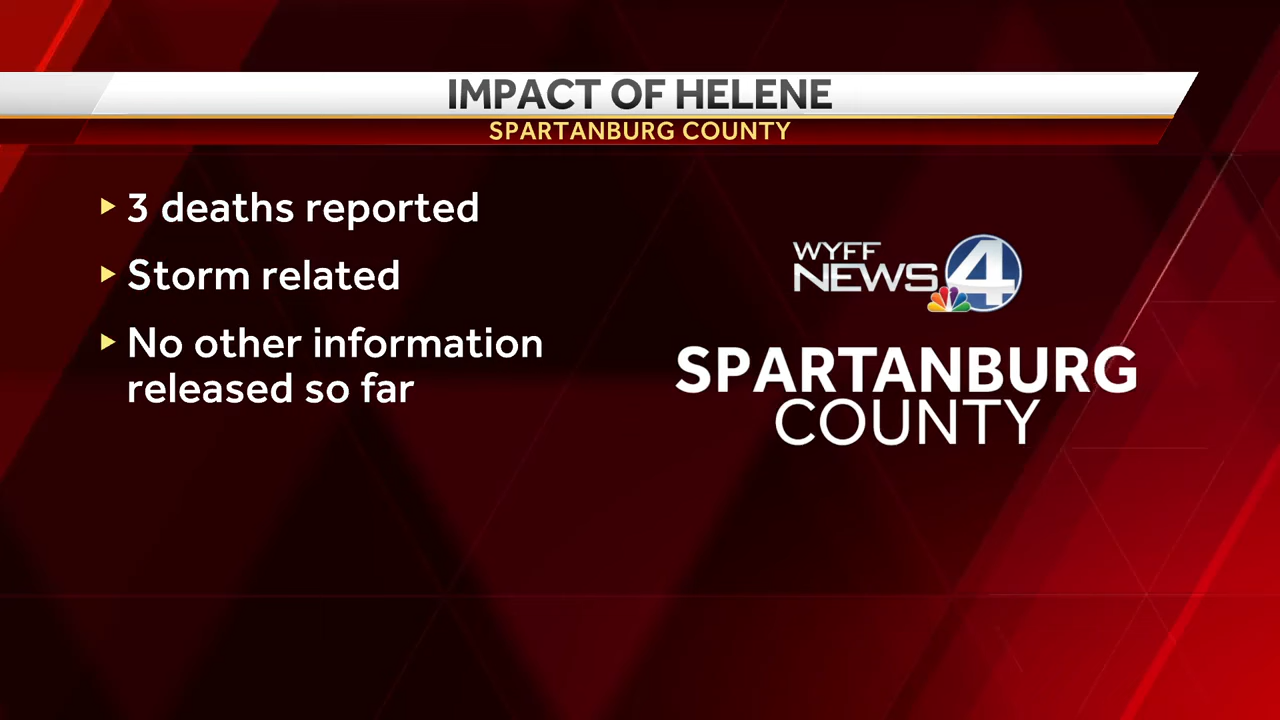 IMPACT OF HELENE
SPARTANBURG COUNTY
3 deaths reported
Storm related
No other information
released so far
WYFF
NEWS 4
SPARTANBURG
COUNTY